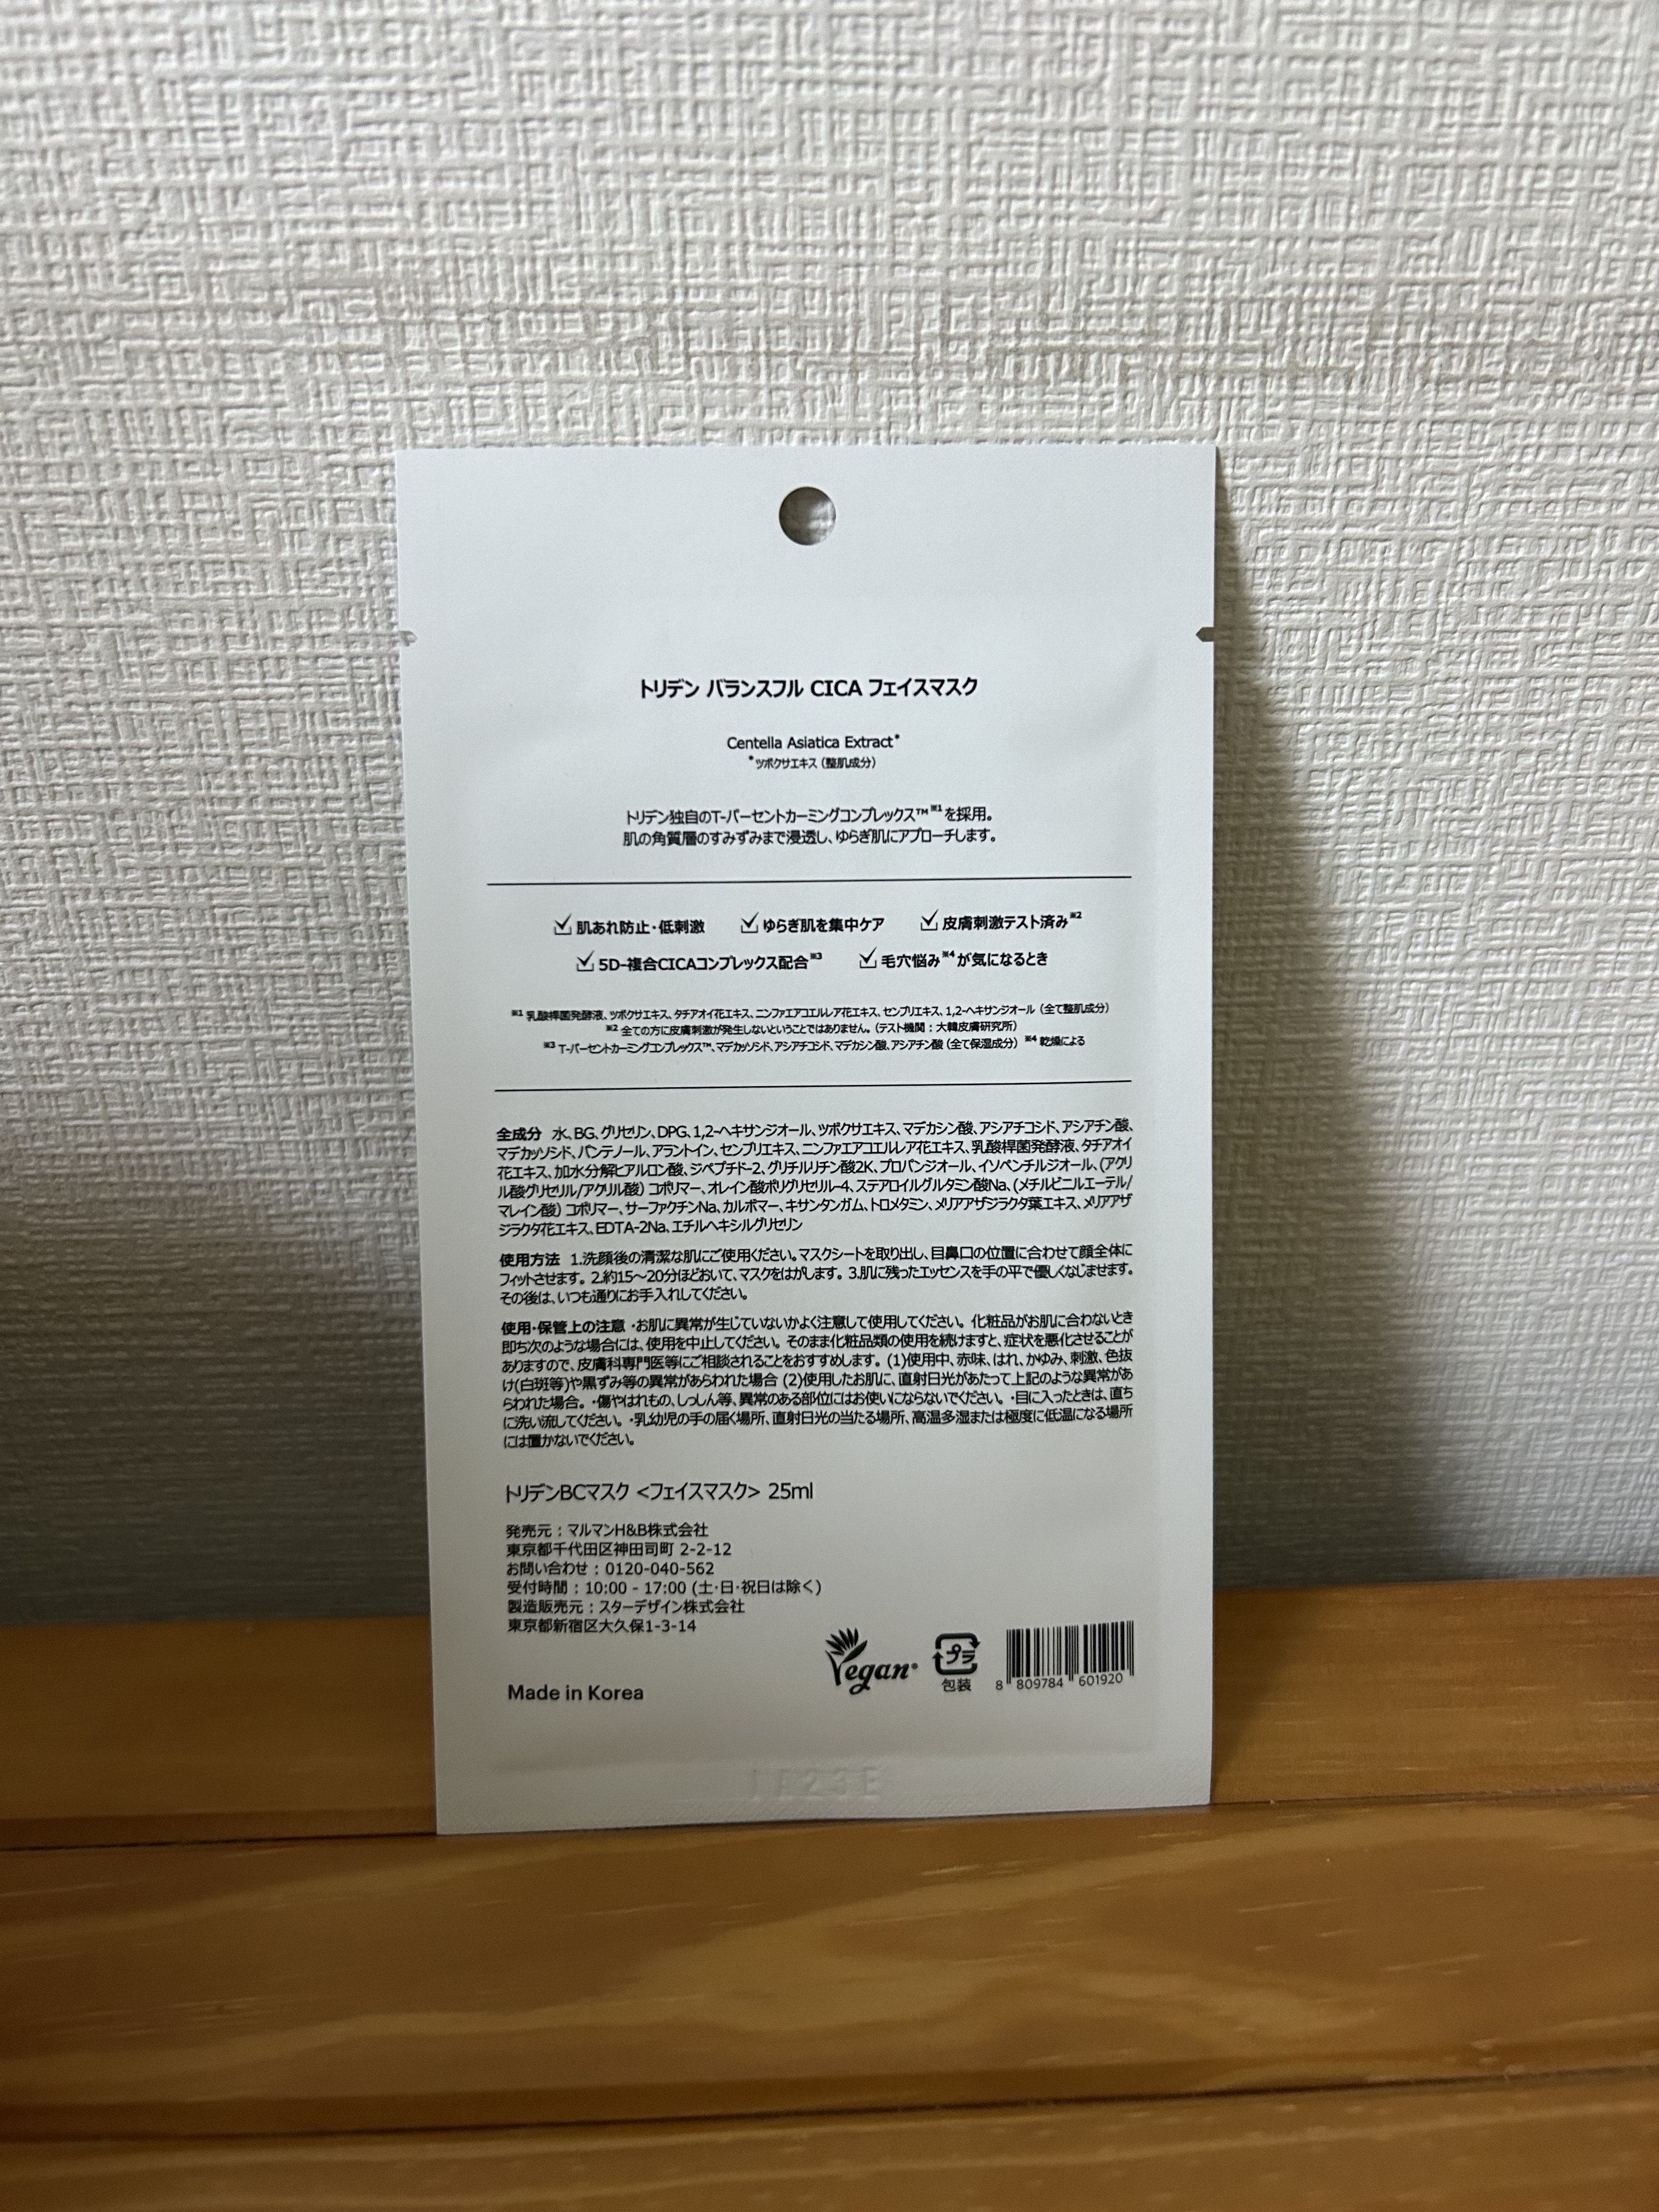 トリデン バランスフル CICA フェイスマスク
Centella Asiatica Extract*
*ツボクサエキス（整肌成分）
トリデン独自のT-パーセントカーミングコンプレックス™※1を採用。
肌の角質層のすみずみまで浸透し、ゆらぎ肌にアプローチします。
肌あれ防止・低刺激 ゆらぎ肌を集中ケア 皮膚刺激テスト済み※2
5D-複合CICAコンプレックス配合※3 毛穴悩み※4が気になるとき
※1 乳酸桿菌発酵液、ツボクサエキス、タチアオイ花エキス、ニンファエアコエルレア花エキス、センブリエキス、1,2-ヘキサンジオール（全て整肌成分）
※2 全ての方に皮膚刺激が発生しないということではありません。（テスト機関：大韓皮膚研究所）
※3 T-パーセントカーミングコンプレックス™、マデカッソシド、アシアチコシド、マデカシン酸、アシアチン酸（全て保湿成分） ※4 乾燥による
全成分 水、BG、グリセリン、DPG、1,2-ヘキサンジオール、ツボクサエキス、マデカシン酸、アシアチコシド、アシアチン酸、
マデカッソシド、パンテノール、アラントイン、センブリエキス、ニンファエアコエルレア花エキス、乳酸桿菌発酵液、タチアオイ
花エキス、加水分解ヒアルロン酸、ジペプチド-2、グリチルリチン酸2K、プロパンジオール、イソペンチルジオール、(アクリ
ル酸グリセリル/アクリル酸) コポリマー、オレイン酸ポリグリセリル-4、ステアロイルグルタミン酸Na、(メチルビニルエーテル/
マレイン酸) コポリマー、サーファクチンNa、カルボマー、キサンタンガム、トロメタミン、メリアアザジラクタ葉エキス、メリアアザ
ジラクタ花エキス、EDTA-2Na、エチルヘキシルグリセリン
使用方法 1.洗顔後の清潔な肌にご使用ください。マスクシートを取り出し、目鼻口の位置に合わせて顔全体に
フィットさせます。2.約15～20分ほどおいて、マスクをはがします。3.肌に残ったエッセンスを手の平で優しくなじませます。
その後は、いつも通りにお手入れしてください。
使用・保管上の注意 ・お肌に異常が生じていないかよく注意して使用してください。化粧品がお肌に合わないとき
即ち次のような場合には、使用を中止してください。そのまま化粧品類の使用を続けますと、症状を悪化させることが
ありますので、皮膚科専門医等にご相談されることをおすすめします。(1)使用中、赤味、はれ、かゆみ、刺激、色抜
け(白斑等)や黒ずみ等の異常があらわれた場合 (2)使用したお肌に、直射日光があたって上記のような異常があ
らわれた場合。・傷やはれもの、しっしん等、異常のある部位にはお使いにならないでください。・目に入ったときは、直ち
に洗い流してください。・乳幼児の手の届く場所、直射日光の当たる場所、高温多湿または極度に低温になる場所
には置かないでください。
トリデンBCマスク <フェイスマスク> 25ml
発売元：マルマンH&B株式会社
東京都千代田区神田司町 2-2-12
お問い合わせ：0120-040-562
受付時間：10:00 - 17:00 (土・日・祝日は除く)
製造販売元：スターデザイン株式会社
東京都新宿区大久保1-3-14
Made in Korea
Vegan
プラ
包装
8 809784 601920